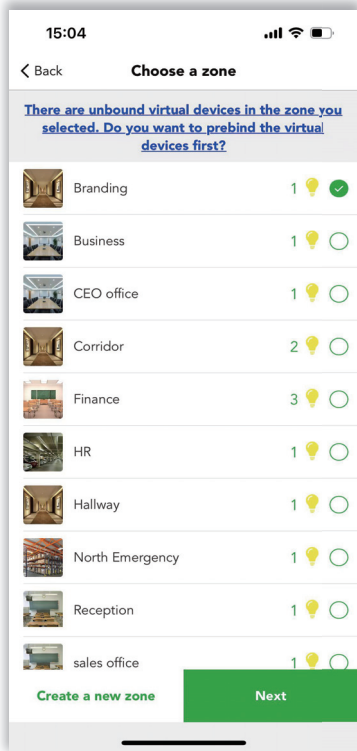 15:04
Back Choose a zone
There are unbound virtual devices in the zone you
selected. Do you want to prebind the virtual
devices first?
Branding 1
Business 1
CEO office 1
Corridor 2
Finance 3
HR 1
Hallway 1
North Emergency 1
Reception 1
sales office 1
Create a new zone Next